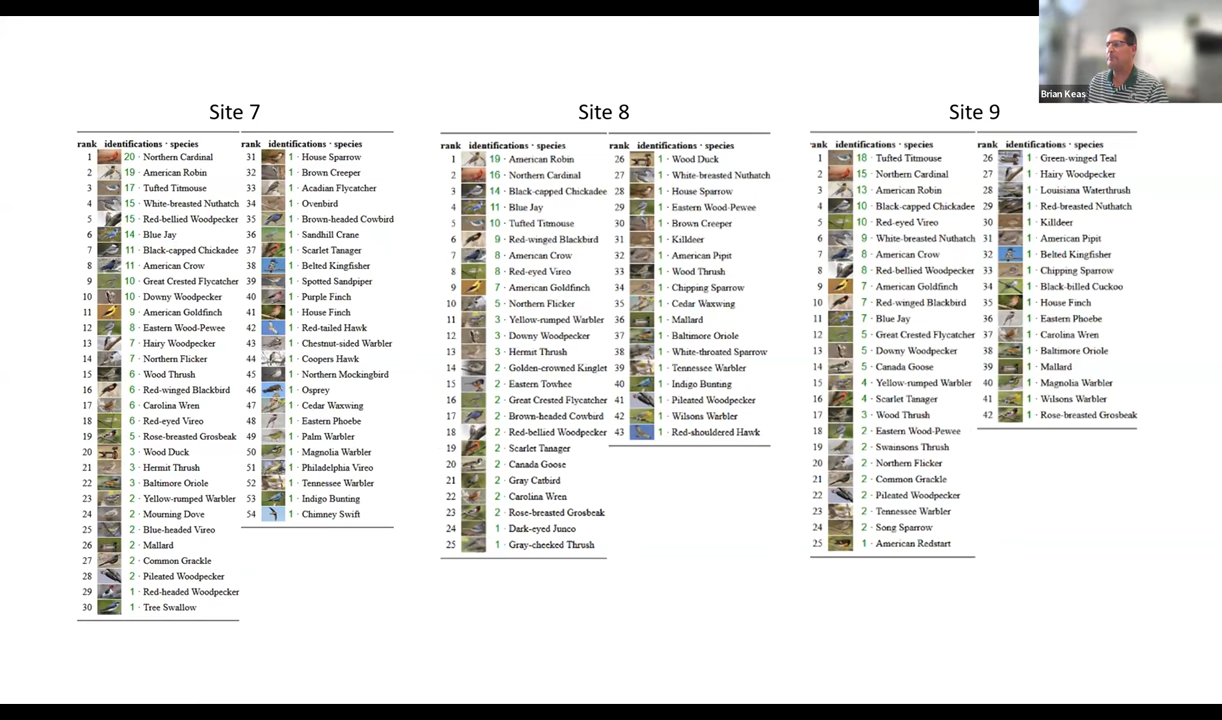 Brian Keas
Site 7
rank identifications · species
1 20 · Northern Cardinal
2 19 · American Robin
3 17 · Tufted Titmouse
4 15 · White-breasted Nuthatch
5 15 · Red-bellied Woodpecker
6 14 · Blue Jay
7 11 · Black-capped Chickadee
8 11 · American Crow
9 10 · Great Crested Flycatcher
10 10 · Downy Woodpecker
11 9 · American Goldfinch
12 8 · Eastern Wood-Pewee
13 7 · Hairy Woodpecker
14 7 · Northern Flicker
15 6 · Wood Thrush
16 6 · Red-winged Blackbird
17 6 · Carolina Wren
18 6 · Red-eyed Vireo
19 5 · Rose-breasted Grosbeak
20 3 · Wood Duck
21 3 · Hermit Thrush
22 3 · Baltimore Oriole
23 2 · Yellow-rumped Warbler
24 2 · Mourning Dove
25 2 · Blue-headed Vireo
26 2 · Mallard
27 2 · Common Grackle
28 2 · Pileated Woodpecker
29 1 · Red-headed Woodpecker
30 1 · Tree Swallow
rank identifications · species
31 1 · House Sparrow
32 1 · Brown Creeper
33 1 · Acadian Flycatcher
34 1 · Ovenbird
35 1 · Brown-headed Cowbird
36 1 · Sandhill Crane
37 1 · Scarlet Tanager
38 1 · Belted Kingfisher
39 1 · Spotted Sandpiper
40 1 · Purple Finch
41 1 · House Finch
42 1 · Red-tailed Hawk
43 1 · Chestnut-sided Warbler
44 1 · Coopers Hawk
45 1 · Northern Mockingbird
46 1 · Osprey
47 1 · Cedar Waxwing
48 1 · Eastern Phoebe
49 1 · Palm Warbler
50 1 · Magnolia Warbler
51 1 · Philadelphia Vireo
52 1 · Tennessee Warbler
53 1 · Indigo Bunting
54 1 · Chimney Swift
Site 8
rank identifications · species
1 19 · American Robin
2 16 · Northern Cardinal
3 14 · Black-capped Chickadee
4 11 · Blue Jay
5 10 · Tufted Titmouse
6 9 · Red-winged Blackbird
7 8 · American Crow
8 8 · Red-eyed Vireo
9 7 · American Goldfinch
10 5 · Northern Flicker
11 3 · Yellow-rumped Warbler
12 3 · Downy Woodpecker
13 3 · Hermit Thrush
14 2 · Golden-crowned Kinglet
15 2 · Eastern Towhee
16 2 · Great Crested Flycatcher
17 2 · Brown-headed Cowbird
18 2 · Red-bellied Woodpecker
19 2 · Scarlet Tanager
20 2 · Canada Goose
21 2 · Gray Catbird
22 2 · Carolina Wren
23 2 · Rose-breasted Grosbeak
24 1 · Dark-eyed Junco
25 1 · Gray-cheeked Thrush
rank identifications · species
26 1 · Wood Duck
27 1 · White-breasted Nuthatch
28 1 · House Sparrow
29 1 · Eastern Wood-Pewee
30 1 · Brown Creeper
31 1 · Killdeer
32 1 · American Pipit
33 1 · Wood Thrush
34 1 · Chipping Sparrow
35 1 · Cedar Waxwing
36 1 · Mallard
37 1 · Baltimore Oriole
38 1 · White-throated Sparrow
39 1 · Tennessee Warbler
40 1 · Indigo Bunting
41 1 · Pileated Woodpecker
42 1 · Wilsons Warbler
43 1 · Red-shouldered Hawk
Site 9
rank identifications · species
1 18 · Tufted Titmouse
2 15 · Northern Cardinal
3 13 · American Robin
4 10 · Black-capped Chickadee
5 10 · Red-eyed Vireo
6 9 · White-breasted Nuthatch
7 8 · American Crow
8 8 · Red-bellied Woodpecker
9 7 · American Goldfinch
10 7 · Red-winged Blackbird
11 7 · Blue Jay
12 5 · Great Crested Flycatcher
13 5 · Downy Woodpecker
14 5 · Canada Goose
15 4 · Yellow-rumped Warbler
16 4 · Scarlet Tanager
17 3 · Wood Thrush
18 2 · Eastern Wood-Pewee
19 2 · Swainsons Thrush
20 2 · Northern Flicker
21 2 · Common Grackle
22 2 · Pileated Woodpecker
23 2 · Tennessee Warbler
24 2 · Song Sparrow
25 1 · American Redstart
rank identifications · species
26 1 · Green-winged Teal
27 1 · Hairy Woodpecker
28 1 · Louisiana Waterthrush
29 1 · Red-breasted Nuthatch
30 1 · Killdeer
31 1 · American Pipit
32 1 · Belted Kingfisher
33 1 · Chipping Sparrow
34 1 · Black-billed Cuckoo
35 1 · House Finch
36 1 · Eastern Phoebe
37 1 · Carolina Wren
38 1 · Baltimore Oriole
39 1 · Mallard
40 1 · Magnolia Warbler
41 1 · Wilsons Warbler
42 1 · Rose-breasted Grosbeak